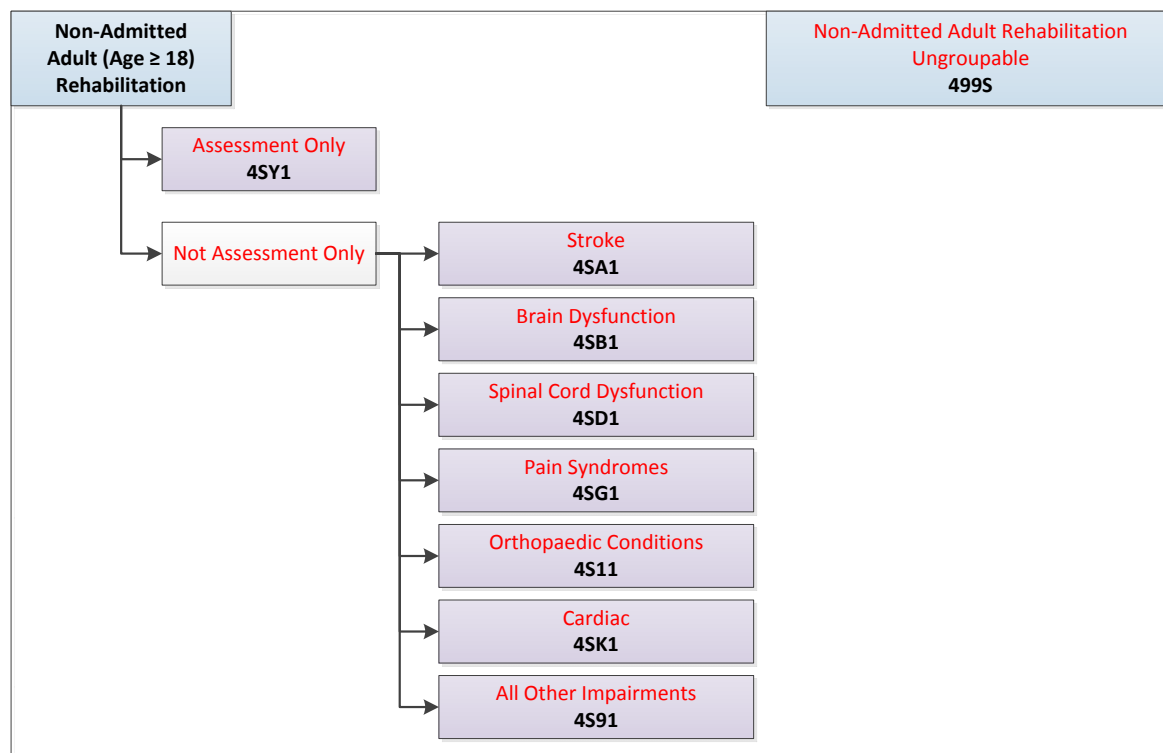 Non-Admitted
Adult (Age ≥ 18)
Rehabilitation
Non-Admitted Adult Rehabilitation
Ungroupable
499S
Assessment Only
4SY1
Not Assessment Only
Stroke
4SA1
Brain Dysfunction
4SB1
Spinal Cord Dysfunction
4SD1
Pain Syndromes
4SG1
Orthopaedic Conditions
4S11
Cardiac
4SK1
All Other Impairments
4S91